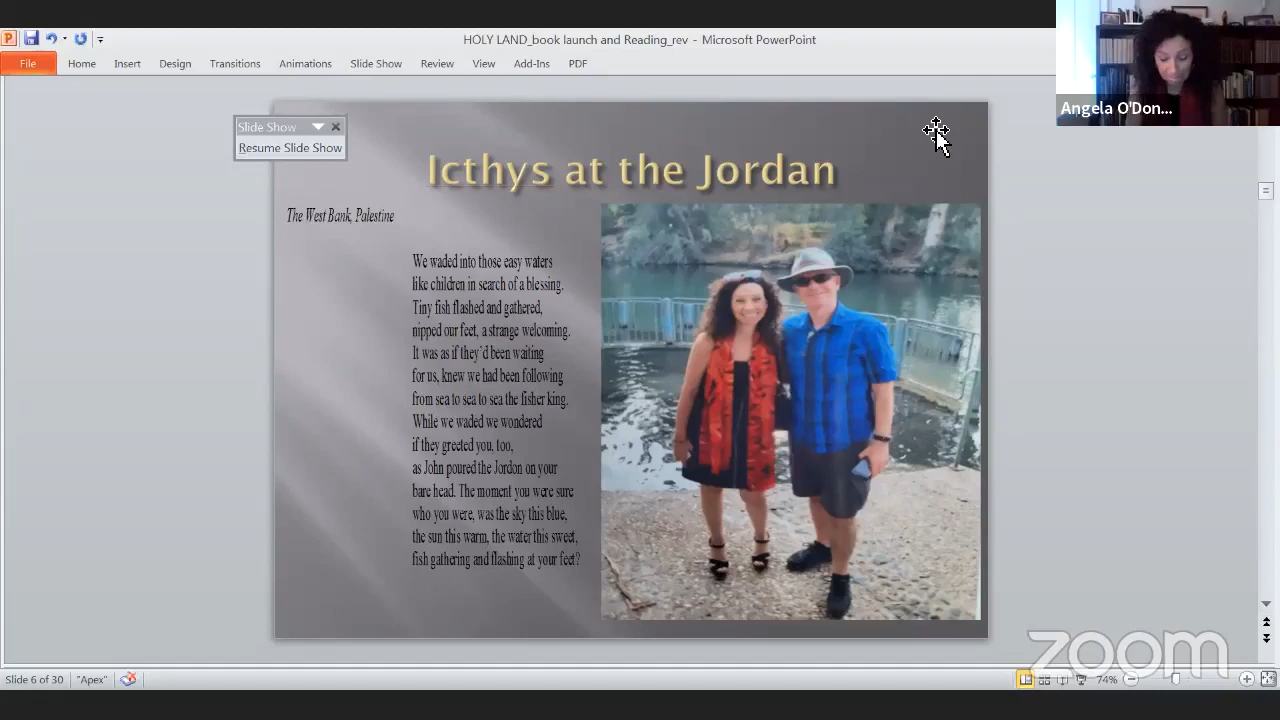 HOLY LAND_book launch and Reading_rev - Microsoft PowerPoint
File Home Insert Design Transitions Animations Slide Show Review View Add-Ins PDF
Angela O'Don...
Slide Show
Resume Slide Show
Icthys at the Jordan
The West Bank, Palestine
We waded into those easy waters
like children in search of a blessing.
Tiny fish flashed and gathered,
nipped our feet, a strange welcoming.
It was as if they'd been waiting
for us, knew we had been following
from sea to sea to sea the fisher king.
While we waded we wondered
if they greeted you, too,
as John poured the Jordon on your
bare head. The moment you were sure
who you were, was the sky this blue,
the sun this warm, the water this sweet,
fish gathering and flashing at your feet?
zoom
Slide 6 of 30 "Apex" 74%